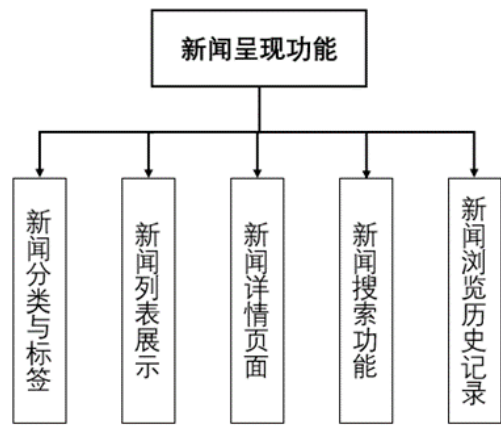 新闻呈现功能
新闻分类与标签
新闻列表展示
新闻详情页面
新闻搜索功能
新闻浏览历史记录